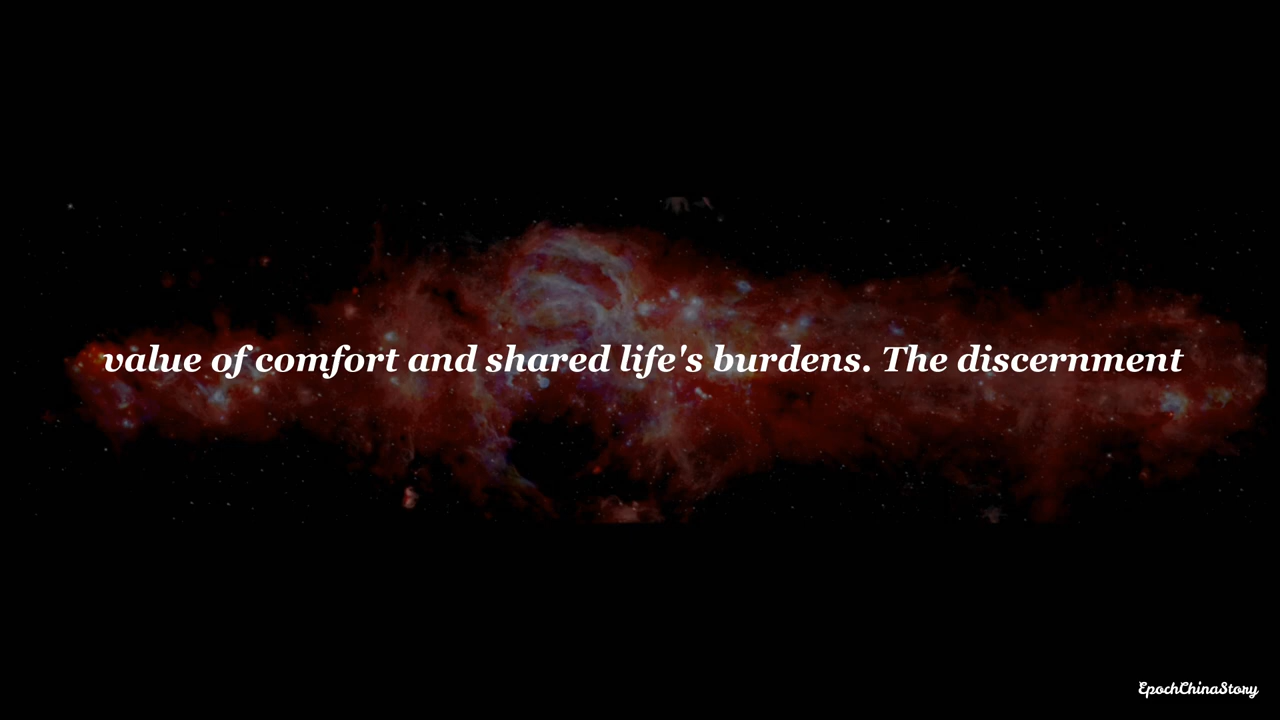 value of comfort and shared life's burdens. The discernment
EpochChinaStory